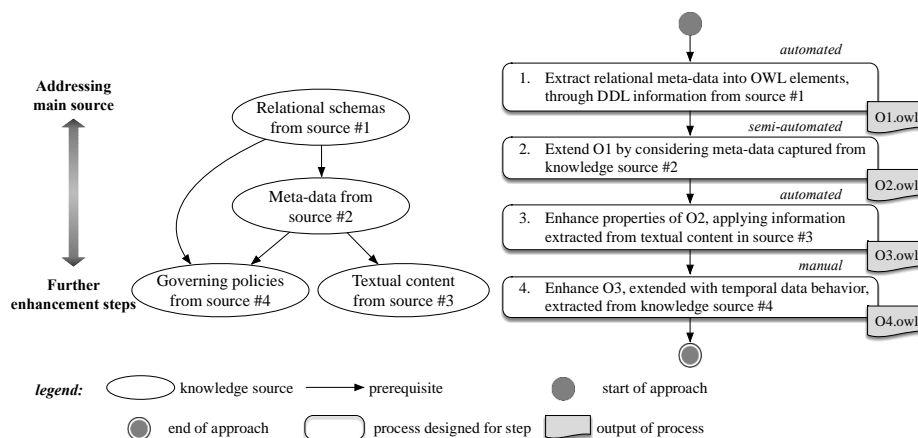 Addressing
main source
Further
enhancement steps
Relational schemas
from source #1
Meta-data from
source #2
Governing policies
from source #4
Textual content
from source #3
automated
1. Extract relational meta-data into OWL elements,
through DDL information from source #1
O1.owl
semi-automated
2. Extend O1 by considering meta-data captured from
knowledge source #2
O2.owl
automated
3. Enhance properties of O2, applying information
extracted from textual content in source #3
O3.owl
manual
4. Enhance O3, extended with temporal data behavior,
extracted from knowledge source #4
O4.owl
legend:
knowledge source
prerequisite
start of approach
end of approach
process designed for step
output of process